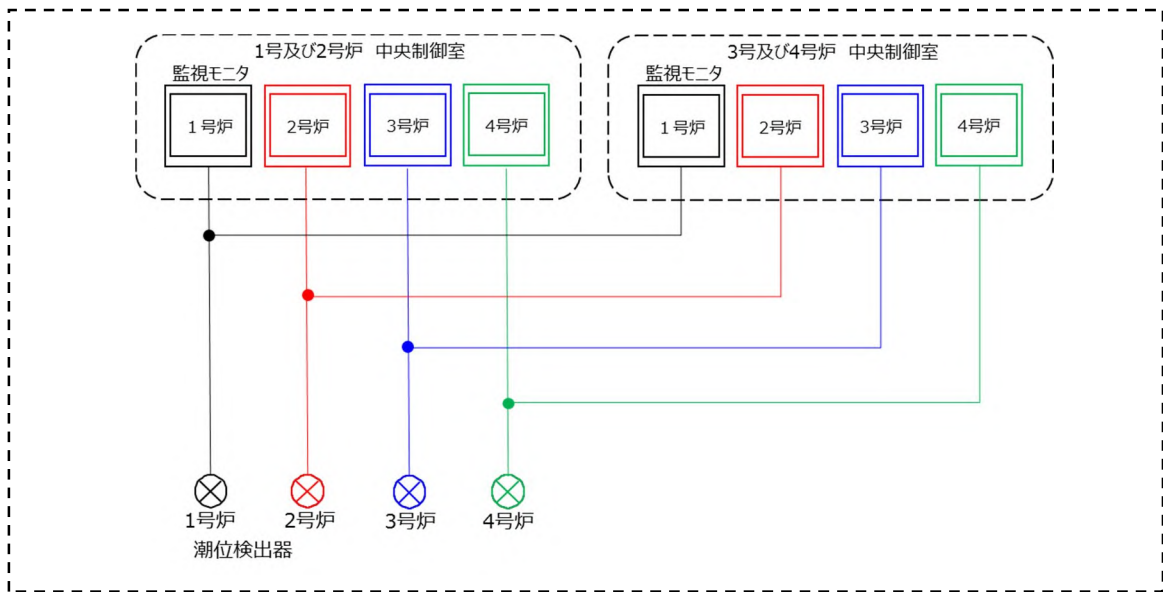 1号及び2号炉 中央制御室
監視モニタ
1号炉
2号炉
3号炉
4号炉
3号及び4号炉 中央制御室
監視モニタ
1号炉
2号炉
3号炉
4号炉
1号炉
2号炉
3号炉
4号炉
潮位検出器